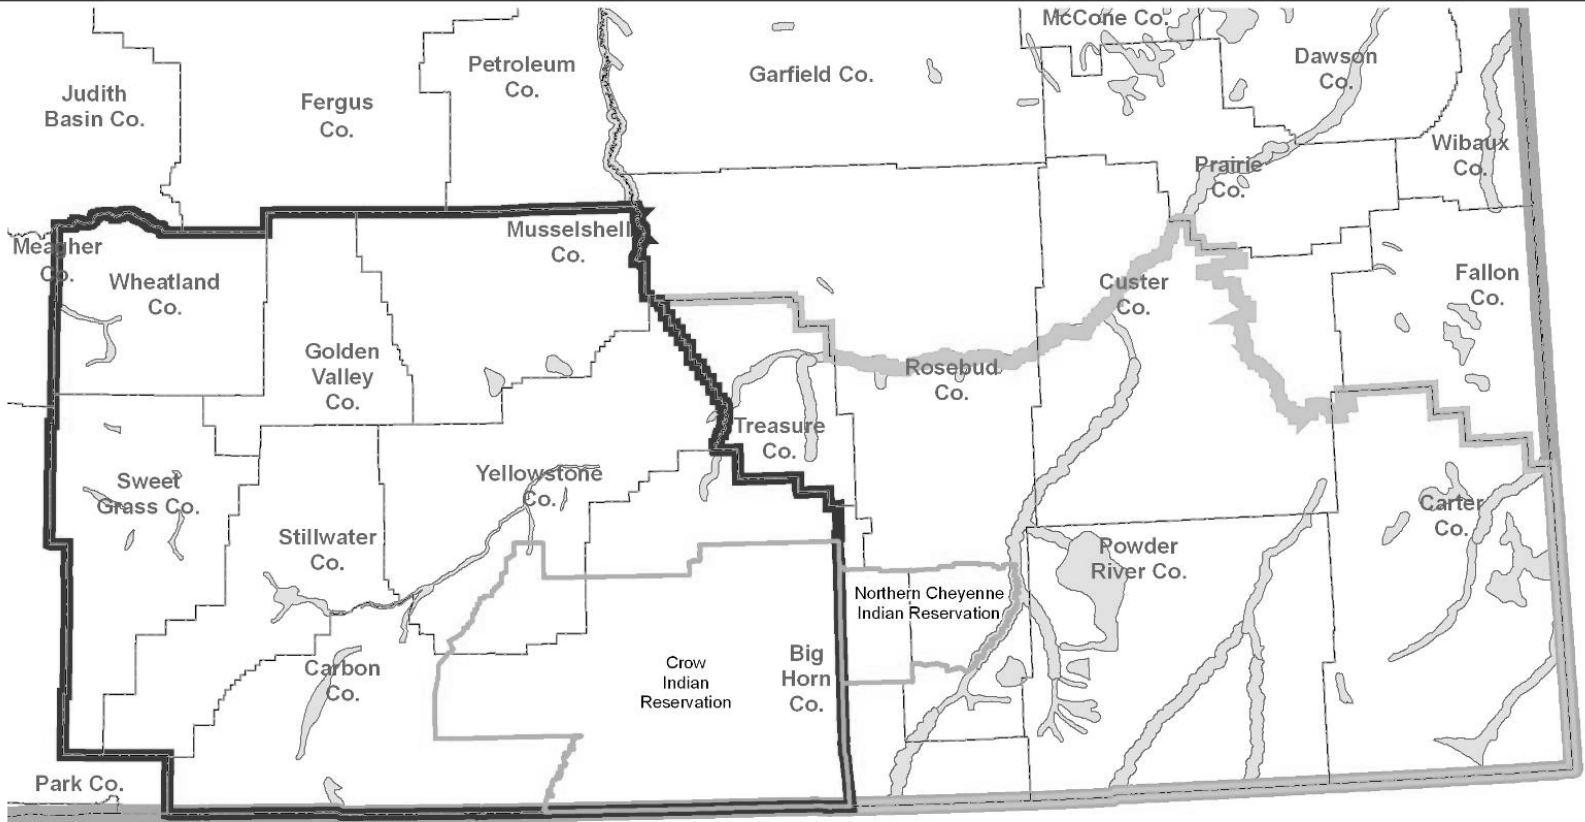 McCone Co.
Petroleum
Co.
Garfield Co.
Dawson
Co.
Judith
Basin Co.
Fergus
Co.
Wibaux
Co.
Prairie
Co.
Meagher
Co.
Musselshell
Co.
Wheatland
Co.
Custer
Co.
Fallon
Co.
Golden
Valley
Co.
Rosebud
Co.
Treasure
Co.
Sweet
Grass Co.
Yellowstone
Co.
Carter
Co.
Stillwater
Co.
Powder
River Co.
Northern Cheyenne
Indian Reservation
Carbon
Co.
Crow
Indian
Reservation
Big
Horn
Co.
Park Co.